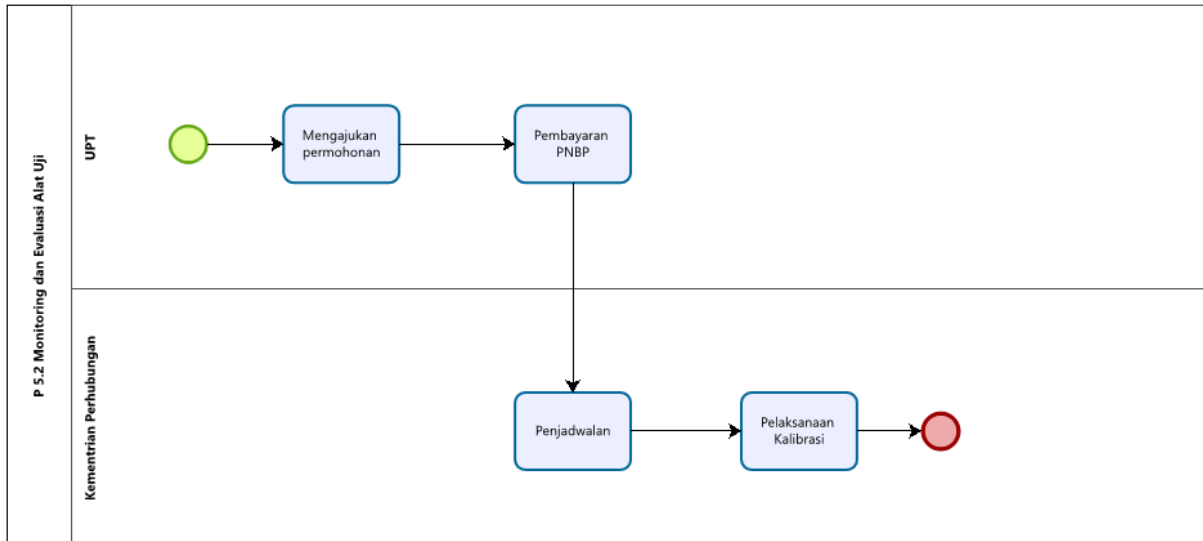 P 5.2 Monitoring dan Evaluasi Alat Uji
UPT
Mengajukan
permohonan
Pembayaran
PNBP
Kementrian Perhubungan
Penjadwalan
Pelaksanaan
Kalibrasi